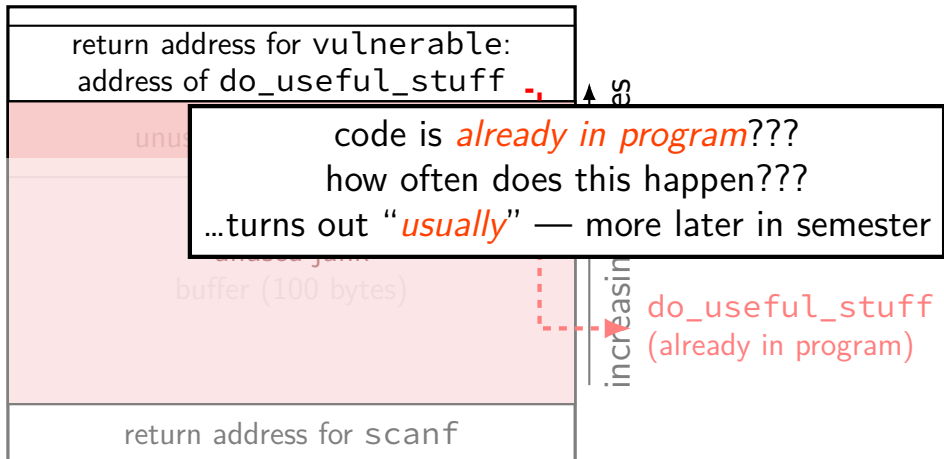 return address for vulnerable:
address of do_useful_stuff
code is already in program???
how often does this happen???
…turns out “usually” — more later in semester
unused junk
buffer (100 bytes)
do_useful_stuff
(already in program)
return address for scanf